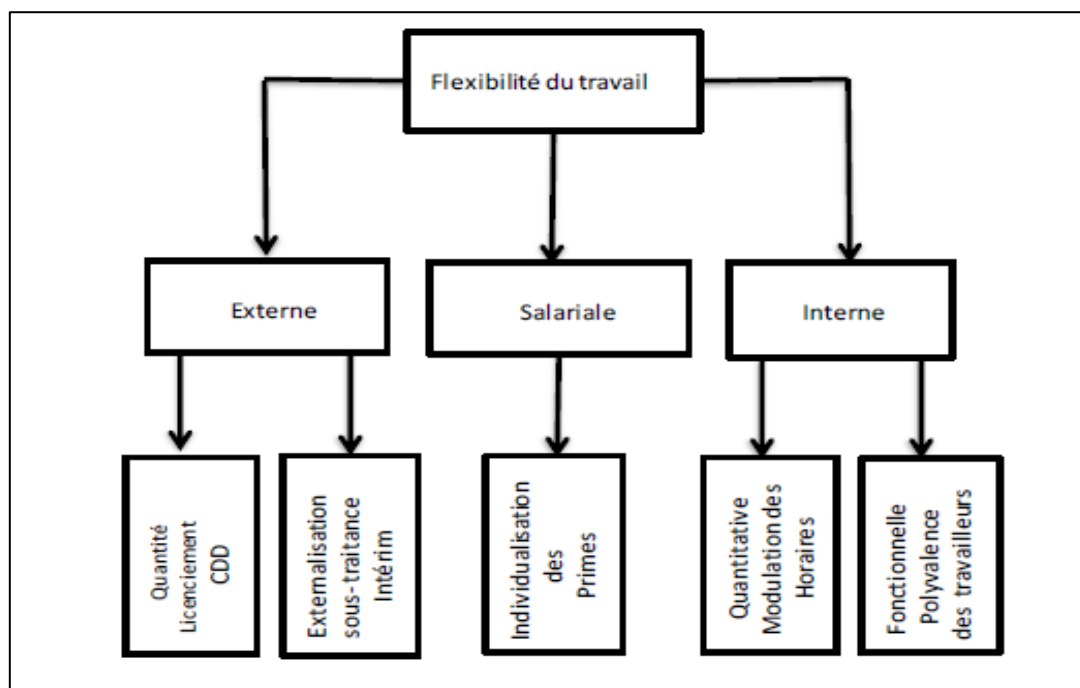 Flexibilité du travail
Externe
Salariale
Interne
Quantité
Licenciement
CDD
Externalisation
sous- traitance
Intérim
Individualisation
des
Primes
Quantitative
Modulation des
Horaires
Fonctionnelle
Polyvalence
des travailleurs